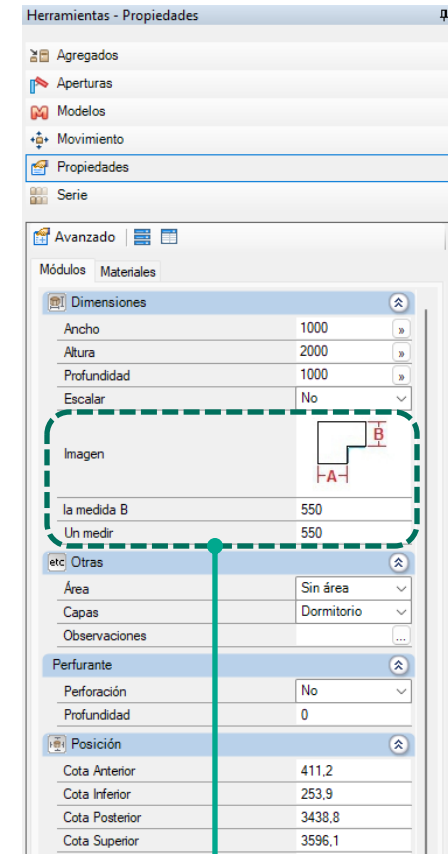 Herramientas - Propiedades
Agregados
Aperturas
Modelos
Movimiento
Propiedades
Serie
Avanzado
Módulos Materiales
Dimensiones
Ancho 1000 »
Altura 2000 »
Profundidad 1000 »
Escalar No
Imagen B
A
la medida B 550
Un medir 550
etc Otras
Área Sin área
Capas Dormitorio
Observaciones ...
Perfurante
Perforación No
Profundidad 0
Posición
Cota Anterior 411,2
Cota Inferior 253,9
Cota Posterior 3438,8
Cota Superior 3596,1